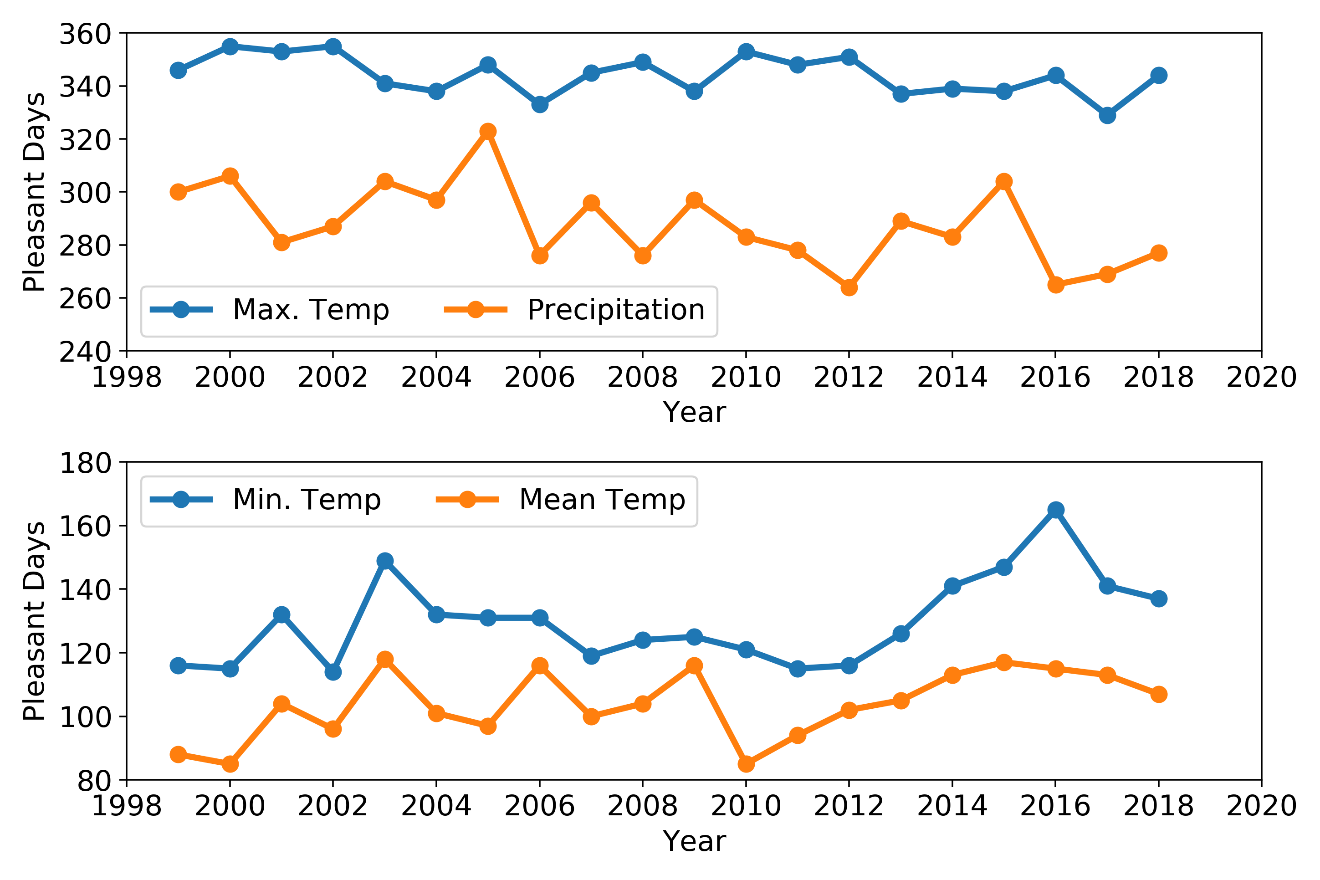 360
340
320
300
280
260
240
Pleasant Days
Max. Temp Precipitation
1998 2000 2002 2004 2006 2008 2010 2012 2014 2016 2018 2020
Year
180
160
140
120
100
80
Pleasant Days
Min. Temp Mean Temp
1998 2000 2002 2004 2006 2008 2010 2012 2014 2016 2018 2020
Year